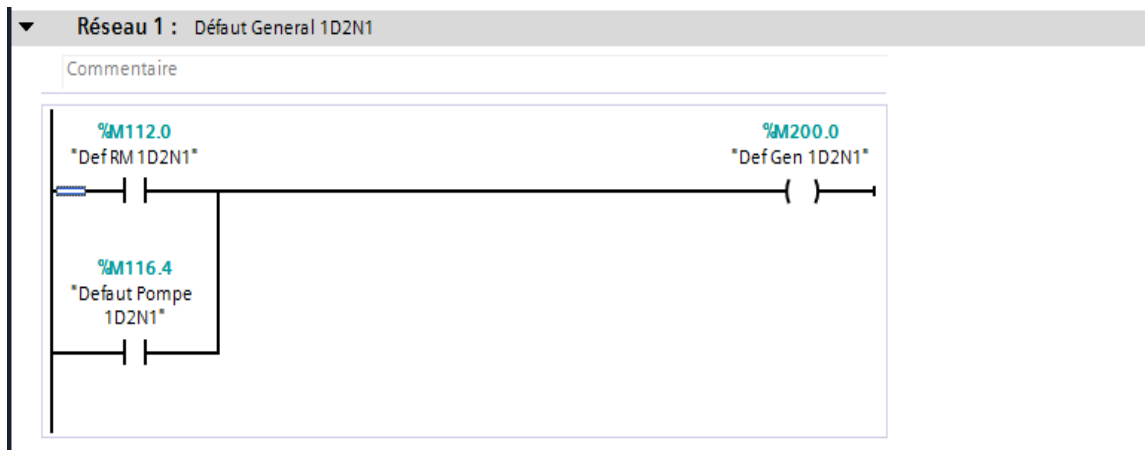 Réseau 1 : Défaut General 1D2N1
Commentaire
%M112.0
"Def RM 1D2N1"
%M200.0
"Def Gen 1D2N1"
%M116.4
"Defaut Pompe
1D2N1"